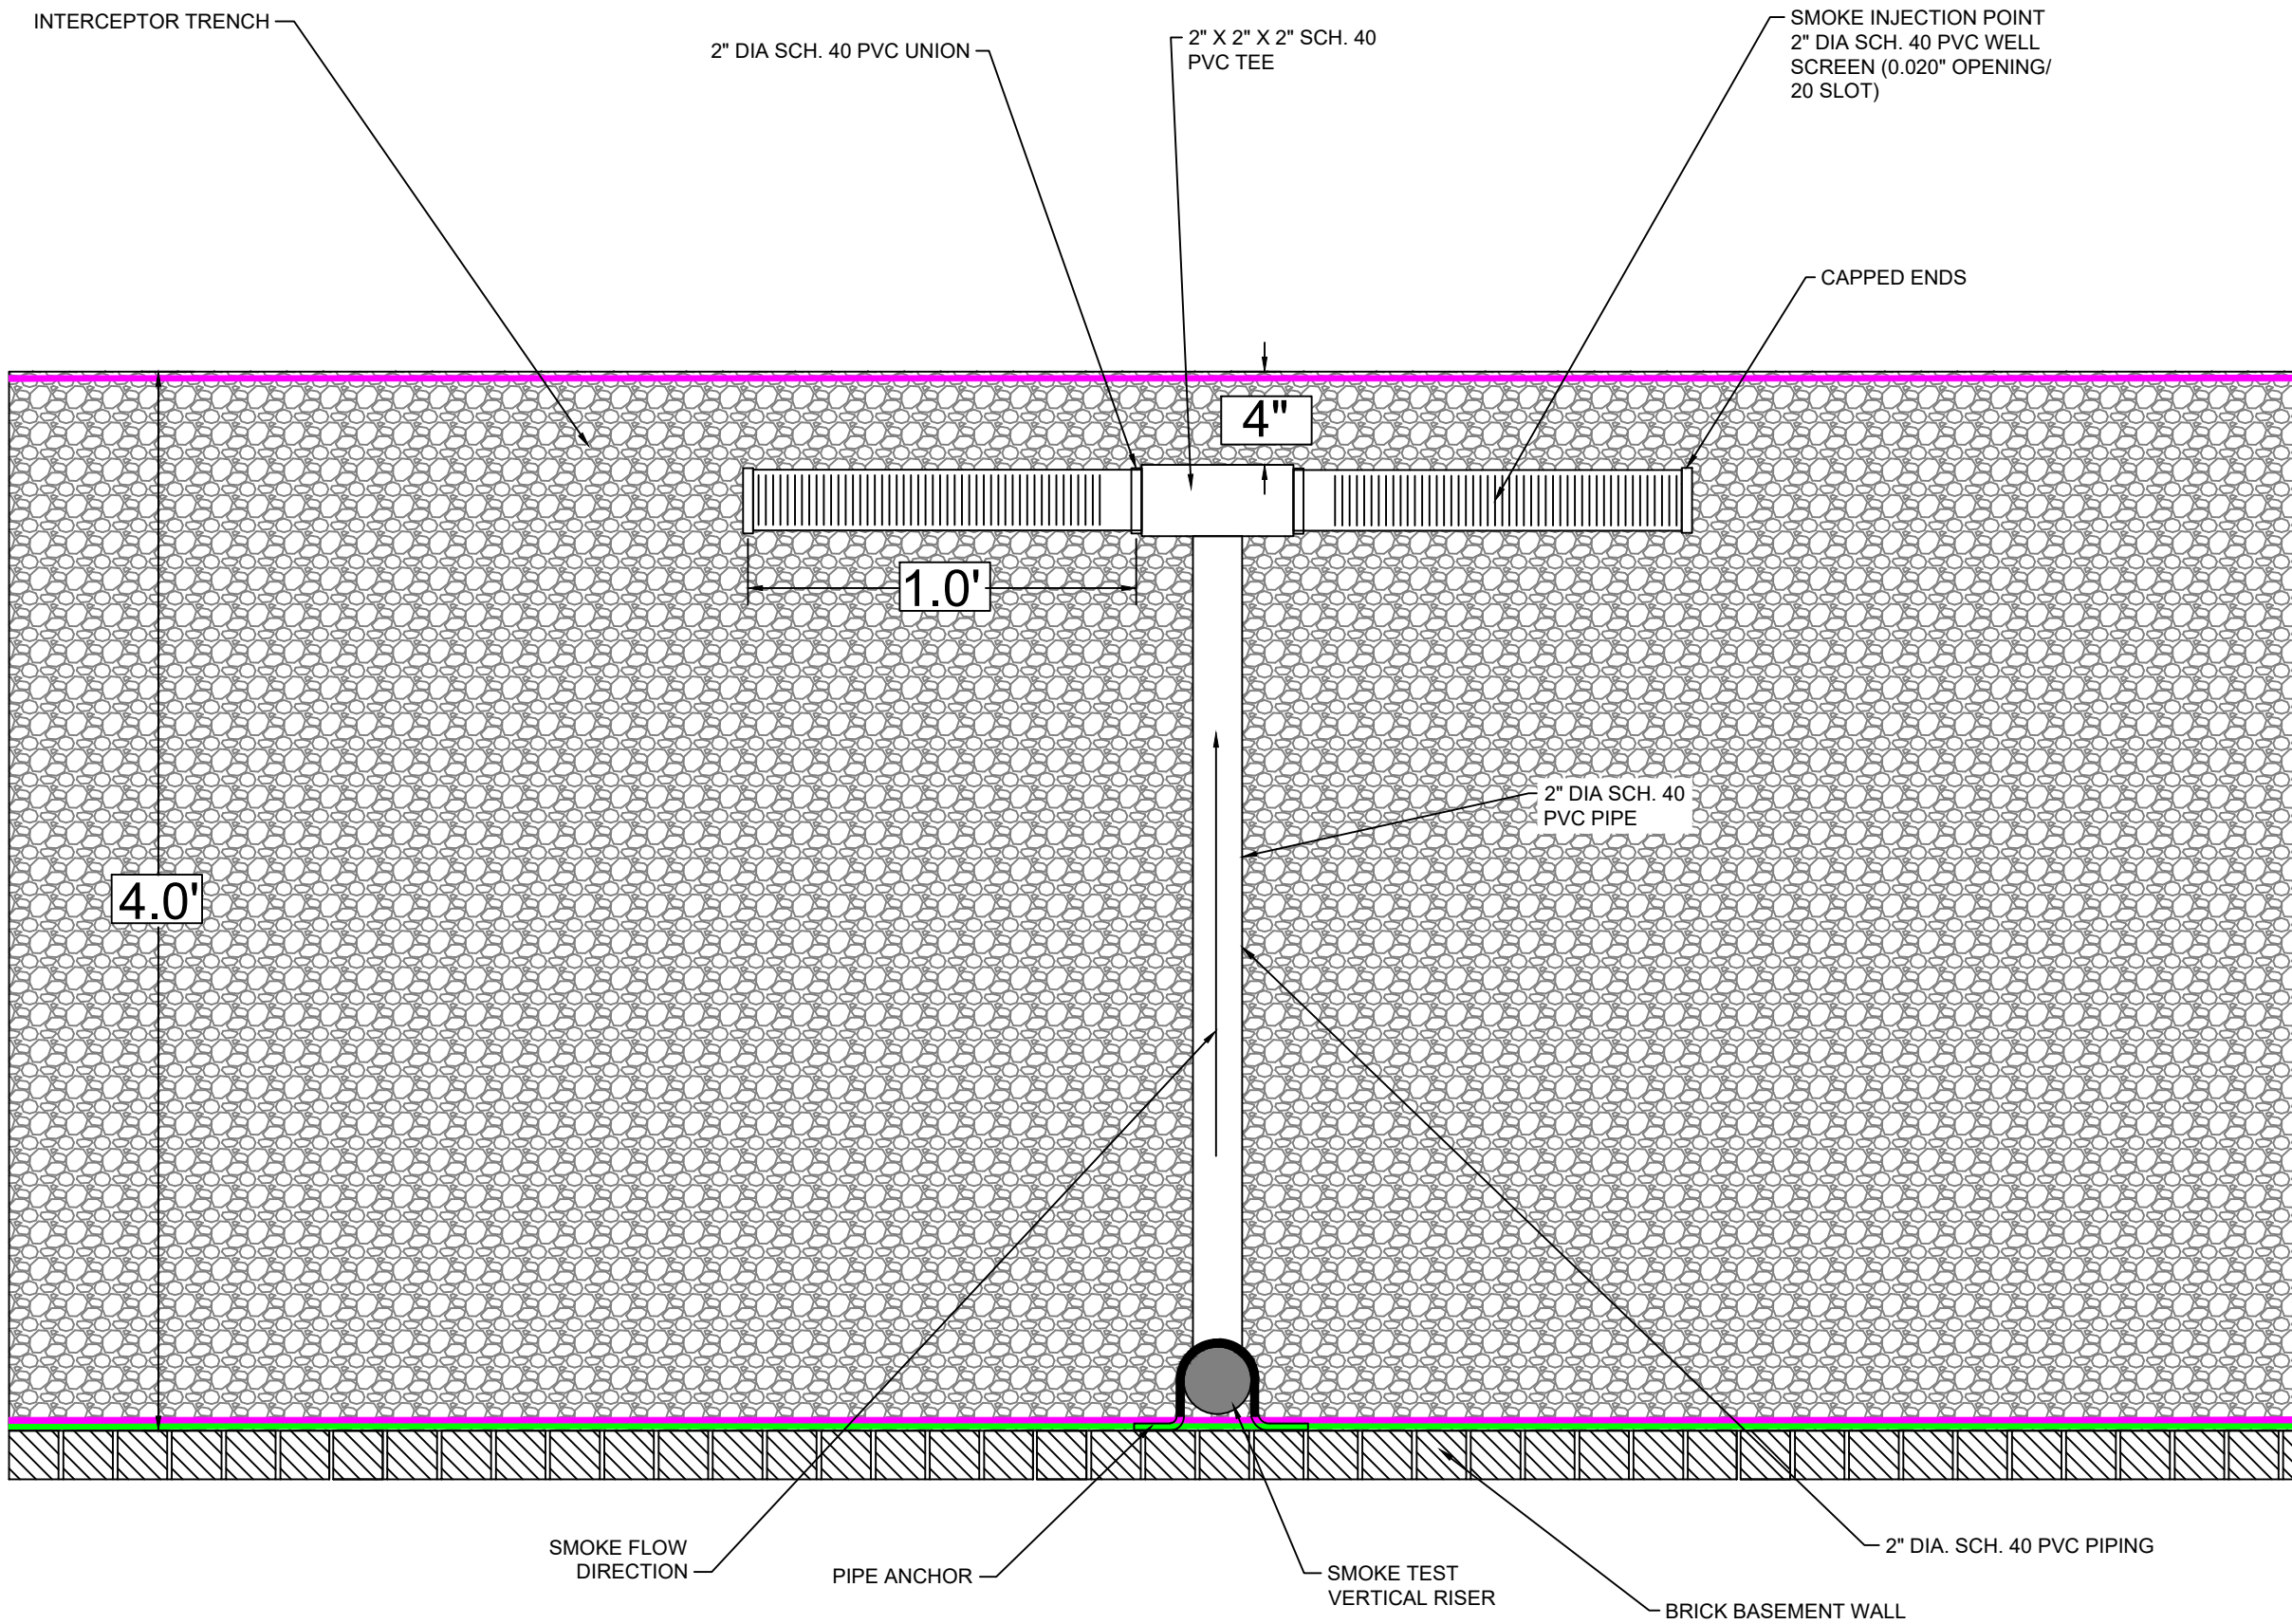 INTERCEPTOR TRENCH
2" DIA SCH. 40 PVC UNION
2" X 2" X 2" SCH. 40
PVC TEE
SMOKE INJECTION POINT
2" DIA SCH. 40 PVC WELL
SCREEN (0.020" OPENING/
20 SLOT)
CAPPED ENDS
4"
1.0'
2" DIA SCH. 40
PVC PIPE
4.0'
SMOKE FLOW
DIRECTION
PIPE ANCHOR
SMOKE TEST
VERTICAL RISER
2" DIA. SCH. 40 PVC PIPING
BRICK BASEMENT WALL